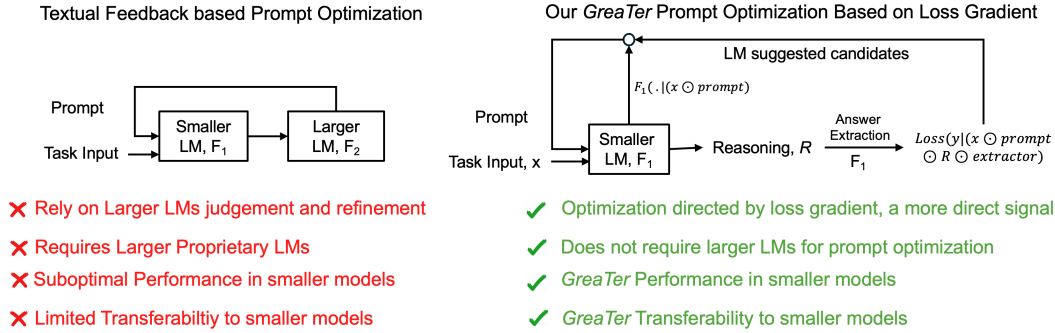 Textual Feedback based Prompt Optimization
Prompt
Task Input
Smaller
LM, F₁
Larger
LM, F₂
❌ Rely on Larger LMs judgement and refinement
❌ Requires Larger Proprietary LMs
❌ Suboptimal Performance in smaller models
❌ Limited Transferabiltiy to smaller models
Our GreaTer Prompt Optimization Based on Loss Gradient
LM suggested candidates
F₁( . |(x ⊙ prompt)
Prompt
Task Input, x
Smaller
LM, F₁
Reasoning, R
Answer
Extraction
F₁
Loss(y|(x ⊙ prompt
⊙ R ⊙ extractor)
✓ Optimization directed by loss gradient, a more direct signal
✓ Does not require larger LMs for prompt optimization
✓ GreaTer Performance in smaller models
✓ GreaTer Transferability to smaller models